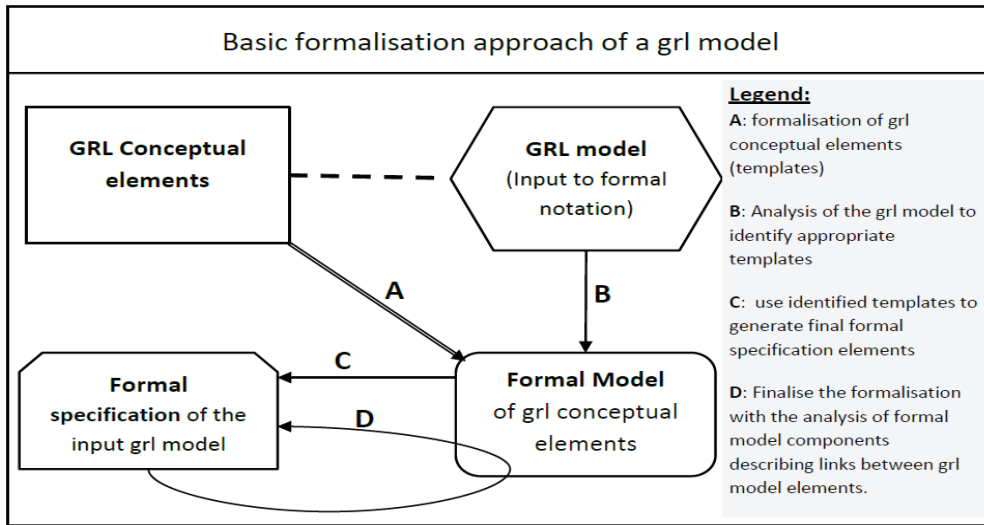 Basic formalisation approach of a grl model
GRL Conceptual
elements
GRL model
(Input to formal
notation)
A
B
C
D
Formal
specification of the
input grl model
Formal Model
of grl conceptual
elements
Legend:
A: formalisation of grl
conceptual elements
(templates)
B: Analysis of the grl model to
identify appropriate
templates
C: use identified templates to
generate final formal
specification elements
D: Finalise the formalisation
with the analysis of formal
model components
describing links between grl
model elements.